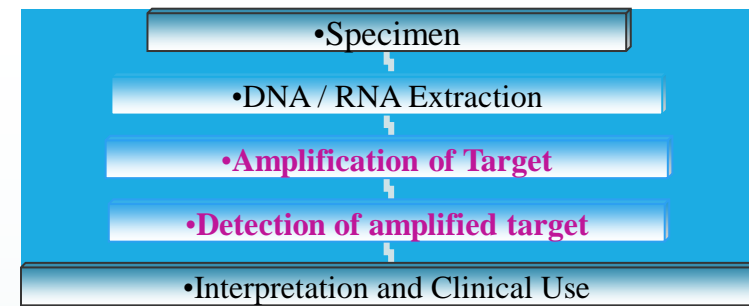 •Specimen
•DNA / RNA Extraction
•Amplification of Target
•Detection of amplified target
•Interpretation and Clinical Use